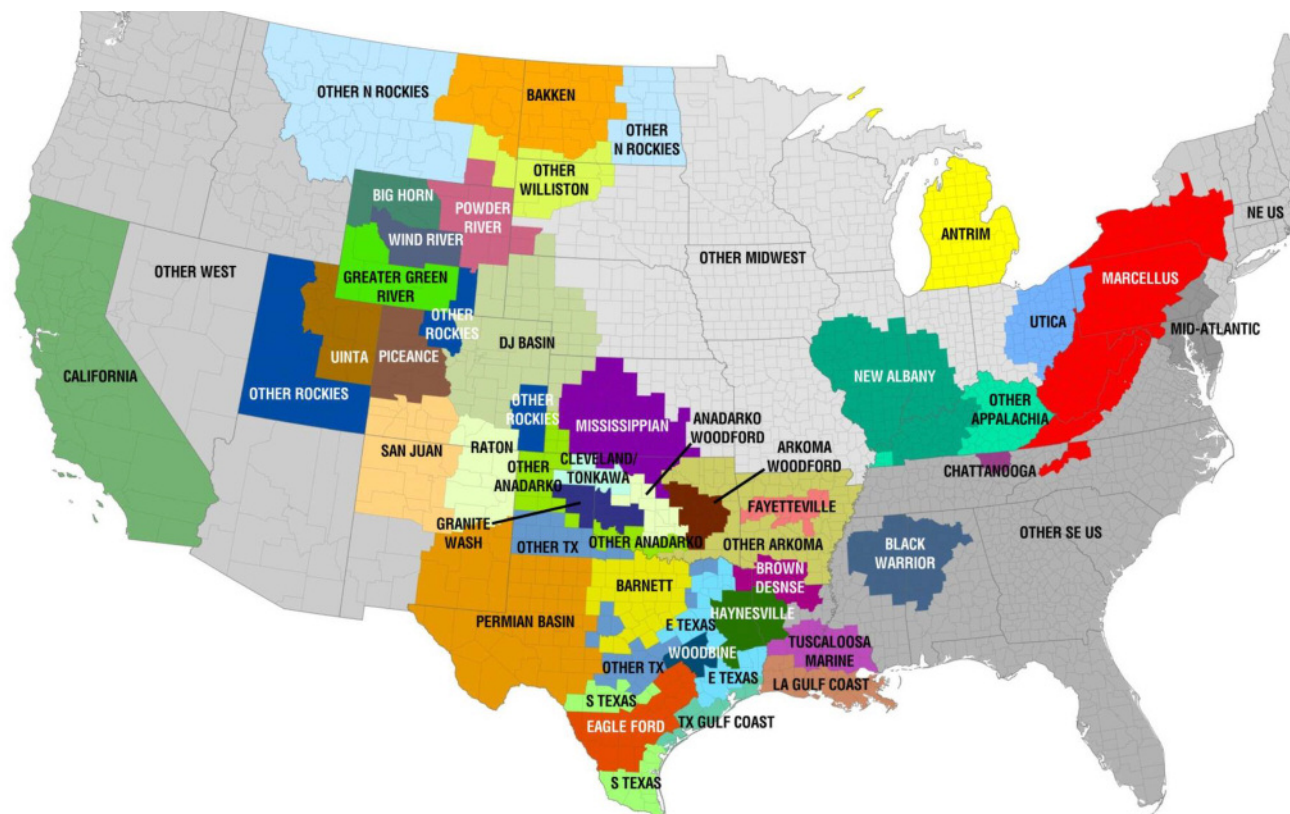 OTHER N ROCKIES
BAKKEN
OTHER
N ROCKIES
OTHER
WILLISTON
BIG HORN
POWDER
RIVER
WIND RIVER
GREATER GREEN
RIVER
OTHER WEST
OTHER MIDWEST
ANTRIM
NE US
MARCELLUS
UTICA
MID-ATLANTIC
CALIFORNIA
UINTA
PICEANCE
OTHER
ROCKIES
DJ BASIN
OTHER ROCKIES
NEW ALBANY
OTHER
APPALACHIA
OTHER
ROCKIES
MISSISSIPPIAN
ANADARKO
WOODFORD
ARKOMA
WOODFORD
SAN JUAN
RATON
OTHER
ANADARKO
CLEVELAND/
TONKAWA
CHATTANOOGA
GRANITE
WASH
FAYETTEVILLE
OTHER SE US
OTHER TX
OTHER ANADARKO
OTHER ARKOMA
BLACK
WARRIOR
BARNETT
BROWN
DESNSE
PERMIAN BASIN
HAYNESVILLE
E TEXAS
TUSCALOOSA
MARINE
WOODBINE
OTHER TX
E TEXAS
LA GULF COAST
S TEXAS
EAGLE FORD
TX GULF COAST
S TEXAS